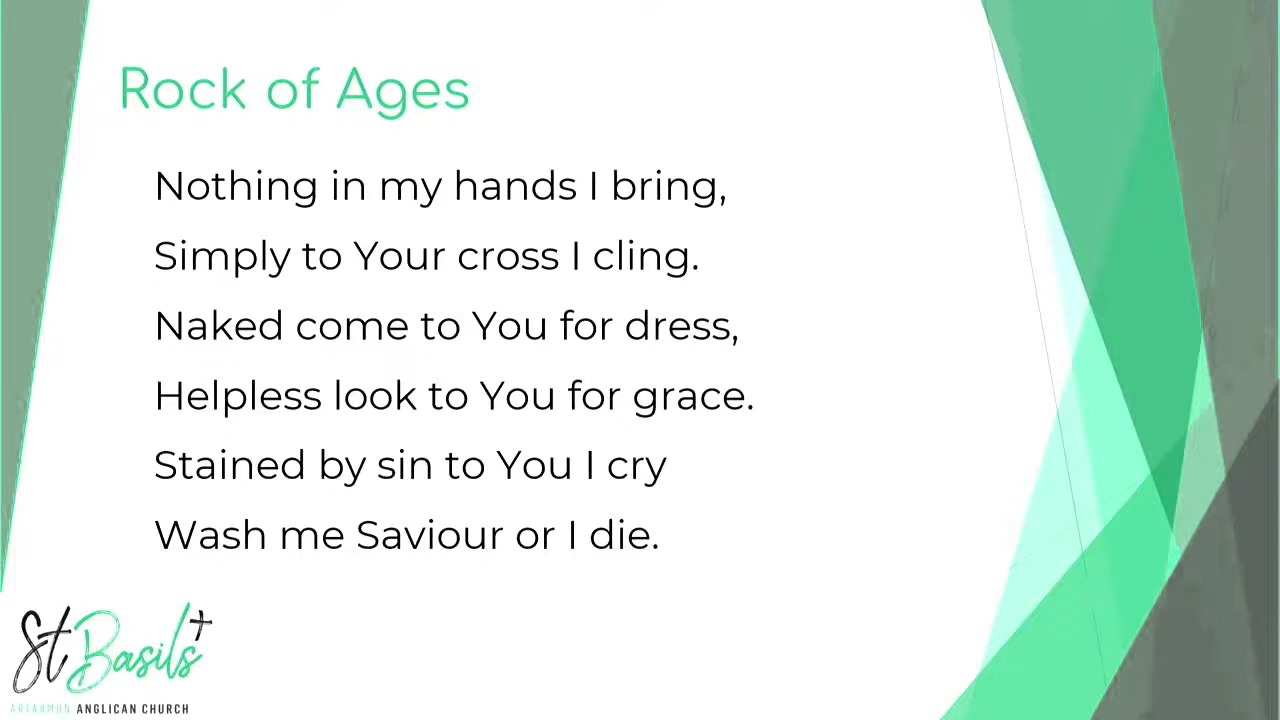 Rock of Ages
Nothing in my hands I bring,
Simply to Your cross I cling.
Naked come to You for dress,
Helpless look to You for grace.
Stained by sin to You I cry
Wash me Saviour or I die.
St Basils
ARTARMON ANGLICAN CHURCH